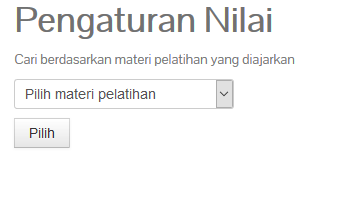 Pengaturan Nilai
Cari berdasarkan materi pelatihan yang diajarkan
Pilih materi pelatihan
Pilih